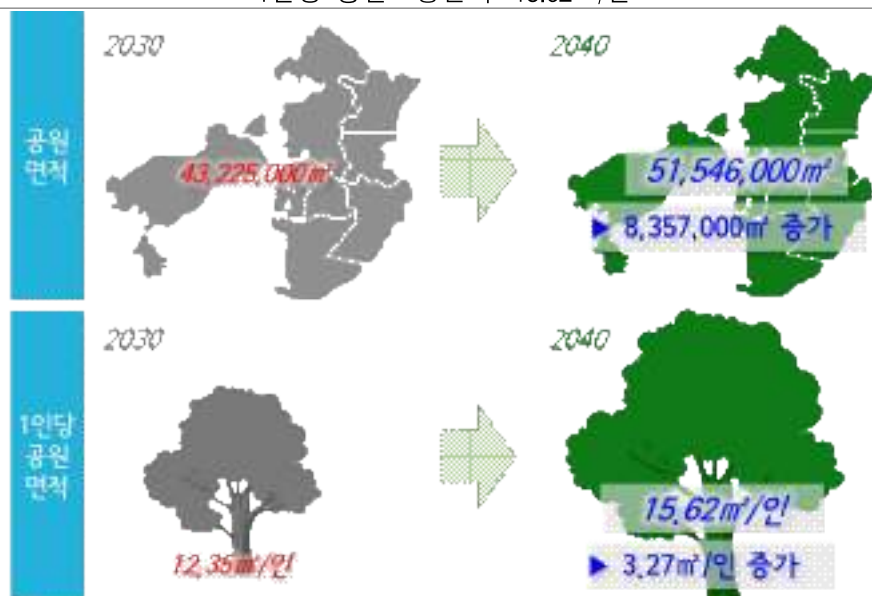 2030
2040
공원
면적
43,225,000㎡
51,546,000㎡
▶ 8,357,000㎡ 증가
2030
2040
1인당
공원
면적
12.35㎡/인
15.62㎡/인
▶ 3.27㎡/인 증가